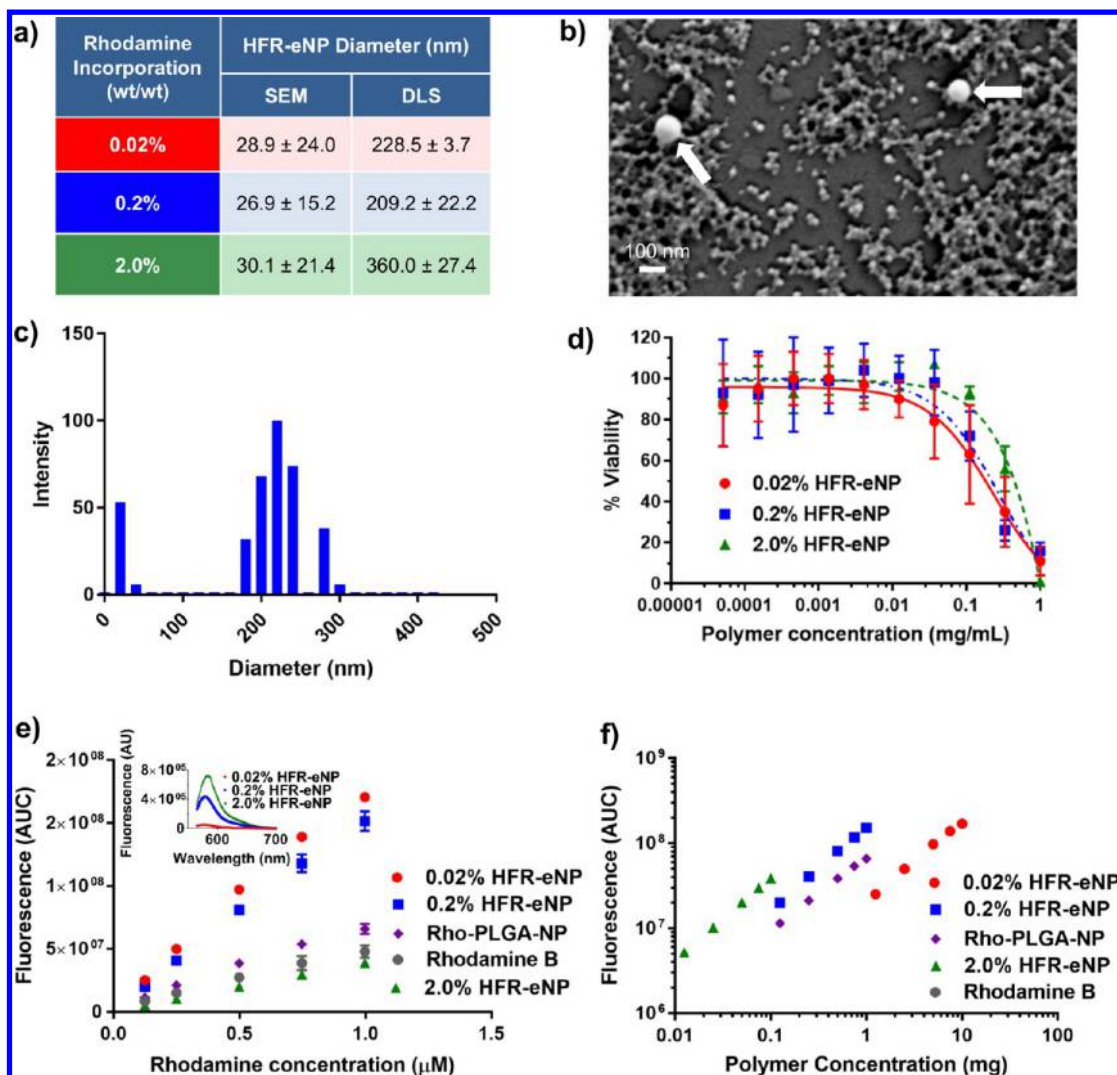 a)
Rhodamine
Incorporation
(wt/wt)
HFR-eNP Diameter (nm)
SEM
DLS
0.02%
28.9 ± 24.0
228.5 ± 3.7
0.2%
26.9 ± 15.2
209.2 ± 22.2
2.0%
30.1 ± 21.4
360.0 ± 27.4
b)
100 nm
c)
150
100
50
0
Intensity
0
100
200
300
400
500
Diameter (nm)
d)
120
100
80
60
40
20
0
% Viability
0.02% HFR-eNP
0.2% HFR-eNP
2.0% HFR-eNP
0.00001
0.0001
0.001
0.01
0.1
1
Polymer concentration (mg/mL)
e)
2×10⁰⁸
2×10⁰⁸
1×10⁰⁸
5×10⁰⁷
0
Fluorescence (AUC)
Fluorescence (AU)
8×10⁰⁵
4×10⁰⁵
0
0.02% HFR-eNP
0.2% HFR-eNP
2.0% HFR-eNP
600
700
Wavelength (nm)
0.02% HFR-eNP
0.2% HFR-eNP
Rho-PLGA-NP
Rhodamine B
2.0% HFR-eNP
0.0
0.5
1.0
1.5
Rhodamine concentration (μM)
f)
10⁹
10⁸
10⁷
10⁶
Fluorescence (AUC)
0.02% HFR-eNP
0.2% HFR-eNP
Rho-PLGA-NP
2.0% HFR-eNP
Rhodamine B
0.01
0.1
1
10
100
Polymer Concentration (mg)